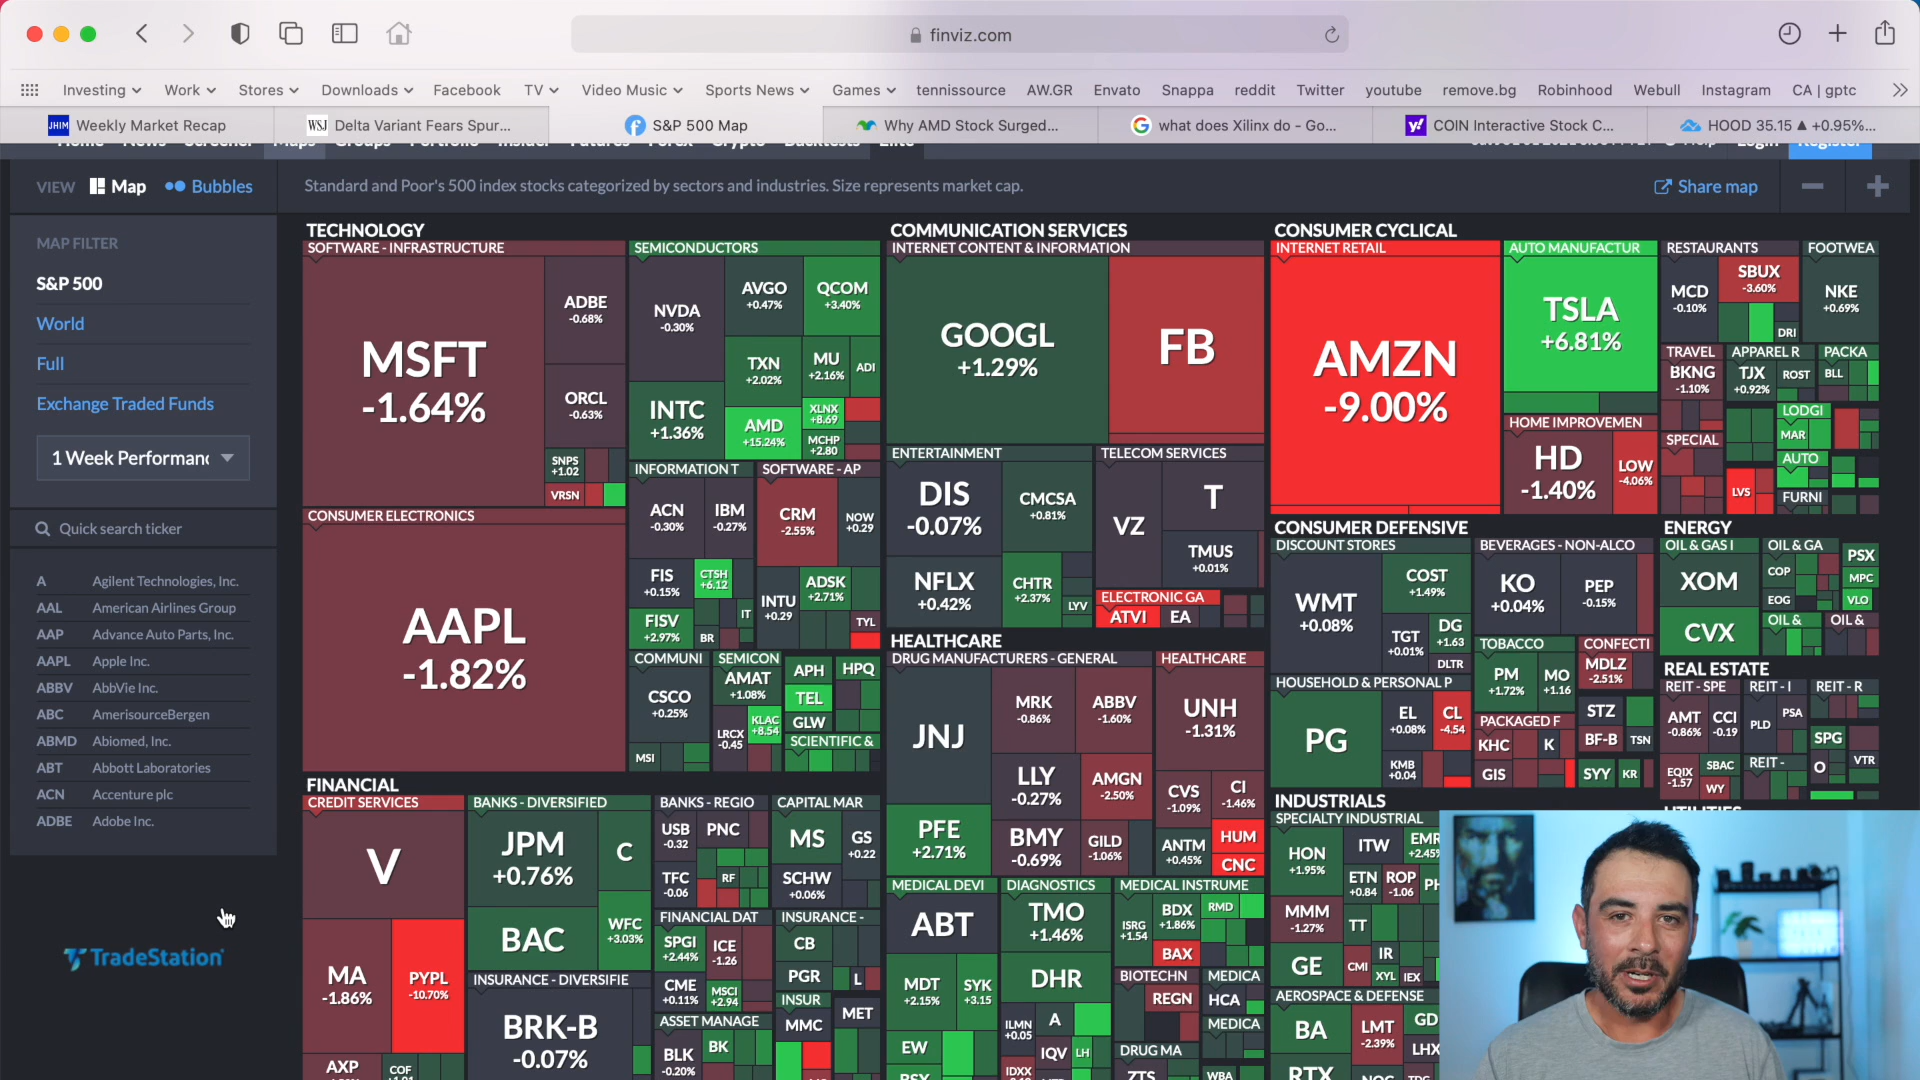 finviz.com
Investing
Work
Stores
Downloads
Facebook
TV
Video Music
Sports News
Games
tennissource
AW.GR
Envato
Snappa
reddit
Twitter
youtube
remove.bg
Robinhood
Webull
Instagram
CA | gptc
JHIM Weekly Market Recap
WSJ Delta Variant Fears Spur...
S&P 500 Map
Why AMD Stock Surged...
what does Xilinx do - Go...
y! COIN Interactive Stock C...
HOOD 35.15 ▲ +0.95%...
VIEW Map Bubbles
Standard and Poor's 500 index stocks categorized by sectors and industries. Size represents market cap.
Share map
MAP FILTER
S&P 500
World
Full
Exchange Traded Funds
1 Week Performanc
Quick search ticker
A Agilent Technologies, Inc.
AAL American Airlines Group
AAP Advance Auto Parts, Inc.
AAPL Apple Inc.
ABBV AbbVie Inc.
ABC AmerisourceBergen
ABMD Abiomed, Inc.
ABT Abbott Laboratories
ACN Accenture plc
ADBE Adobe Inc.
TradeStation
TECHNOLOGY
SOFTWARE - INFRASTRUCTURE
MSFT
-1.64%
ADBE
-0.68%
ORCL
-0.63%
SNPS
+1.02
VRSN
SEMICONDUCTORS
NVDA
-0.30%
AVGO
+0.47%
QCOM
+3.40%
TXN
+2.02%
MU
+2.16%
ADI
INTC
+1.36%
AMD
+15.24%
XLNX
+8.69
MCHP
+2.80
CONSUMER ELECTRONICS
AAPL
-1.82%
INFORMATION T
ACN
-0.30%
IBM
-0.27%
FIS
+0.15%
CTSH
+6.12
FISV
+2.97%
BR
IT
SOFTWARE - AP
CRM
-2.55%
NOW
+0.29
INTU
+0.29
ADSK
+2.71%
TYL
COMMUNI
CSCO
+0.25%
MSI
SEMICON
AMAT
+1.08%
LRCX
-0.45
KLAC
+8.54
APH
HPQ
TEL
GLW
SCIENTIFIC &
COMMUNICATION SERVICES
INTERNET CONTENT & INFORMATION
GOOGL
+1.29%
FB
ENTERTAINMENT
DIS
-0.07%
CMCSA
+0.81%
NFLX
+0.42%
CHTR
+2.37%
LYV
TELECOM SERVICES
VZ
T
TMUS
+0.01%
ELECTRONIC GA
ATVI
EA
CONSUMER CYCLICAL
INTERNET RETAIL
AMZN
-9.00%
AUTO MANUFACTUR
TSLA
+6.81%
RESTAURANTS
MCD
-0.10%
SBUX
-3.60%
DRI
FOOTWEA
NKE
+0.69%
HOME IMPROVEMEN
HD
-1.40%
LOW
-4.06%
TRAVEL
BKNG
-1.10%
APPAREL R
TJX
+0.92%
ROST
PACKA
BLL
LODGI
MAR
SPECIAL
LVS
AUTO
FURNI
CONSUMER DEFENSIVE
DISCOUNT STORES
WMT
+0.08%
COST
+1.49%
TGT
+0.01%
DG
+1.63
DLTR
BEVERAGES - NON-ALCO
KO
+0.04%
PEP
-0.15%
TOBACCO
PM
+1.72%
MO
+1.16
CONFECTI
MDLZ
-2.51%
HOUSEHOLD & PERSONAL P
PG
EL
+0.08%
CL
-4.54
KMB
+0.04
PACKAGED F
KHC
K
GIS
STZ
BF-B
TSN
SYY
KR
ENERGY
OIL & GAS I
XOM
CVX
OIL & GA
COP
EOG
PSX
MPC
VLO
OIL &
OIL &
REAL ESTATE
REIT - SPE
AMT
-0.86%
CCI
-0.19
EQIX
-1.57
SBAC
WY
REIT - I
PLD
PSA
REIT - R
SPG
REIT -
O
VTR
HEALTHCARE
DRUG MANUFACTURERS - GENERAL
JNJ
MRK
-0.86%
ABBV
-1.60%
LLY
-0.27%
AMGN
-2.50%
PFE
+2.71%
BMY
-0.69%
GILD
-1.06%
HEALTHCARE
UNH
-1.31%
CVS
-1.09%
CI
-1.46%
ANTM
+0.45%
HUM
CNC
MEDICAL DEVI
ABT
MDT
+2.15%
SYK
+3.15
EW
DIAGNOSTICS
TMO
+1.46%
DHR
ILMN
+0.05
A
IQV
LH
IDXX
MEDICAL INSTRUME
ISRG
+1.54
BDX
+1.86%
RMD
BAX
BIOTECHN
REGN
MEDICA
HCA
MEDICA
DRUG MA
ZTS
WBA
FINANCIAL
CREDIT SERVICES
V
MA
-1.86%
PYPL
-10.70%
AXP
COF
BANKS - DIVERSIFIED
JPM
+0.76%
C
BAC
WFC
+3.03%
INSURANCE - DIVERSIFIE
BRK-B
-0.07%
BANKS - REGIO
USB
-0.32
PNC
TFC
-0.06
RF
CAPITAL MAR
MS
GS
+0.22
SCHW
+0.06%
FINANCIAL DAT
SPGI
+2.44%
ICE
-1.26
CME
+0.11%
MSCI
+2.94
INSURANCE -
CB
PGR
L
INSUR
MMC
MET
ASSET MANAGE
BLK
-0.20%
BK
INDUSTRIALS
SPECIALTY INDUSTRIAL
HON
+1.95%
ITW
EMR
+2.45%
ETN
+0.84
ROP
-1.06
MMM
-1.27%
TT
GE
CMI
IR
XYL
IEX
AEROSPACE & DEFENSE
BA
LMT
-2.39%
GD
LHX
RTX